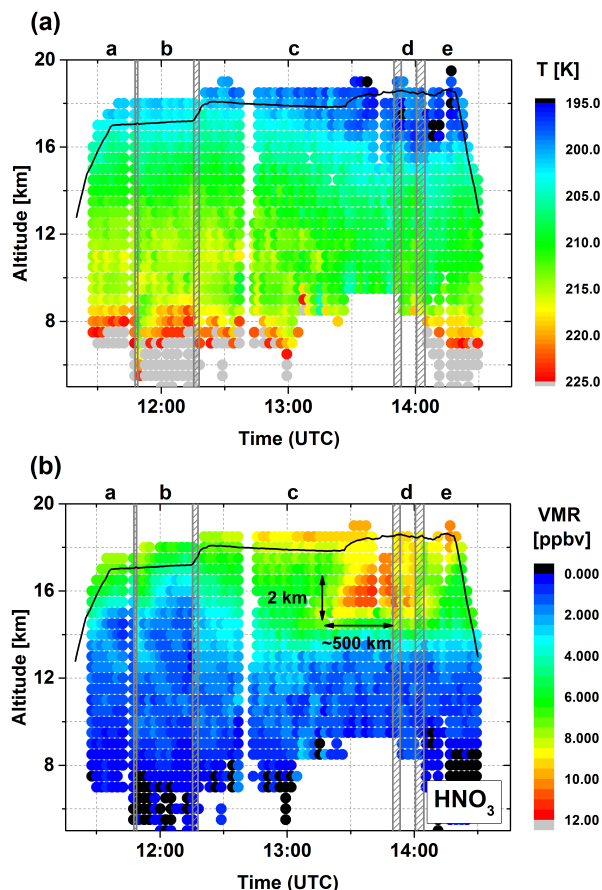 (a)
a b c d e
T [K]
20
16
12
8
Altitude [km]
12:00 13:00 14:00
Time (UTC)
195.0
200.0
205.0
210.0
215.0
220.0
225.0
(b)
a b c d e
VMR
[ppbv]
20
16
12
8
Altitude [km]
2 km
~500 km
HNO3
12:00 13:00 14:00
Time (UTC)
0.000
2.000
4.000
6.000
8.000
10.00
12.00